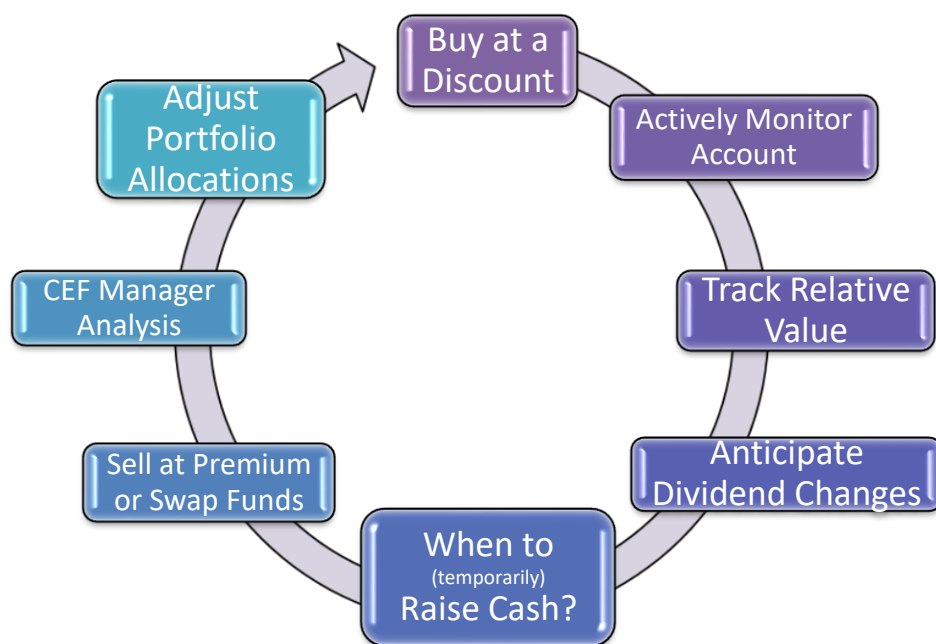 Buy at a
Discount
Actively Monitor
Account
Track Relative
Value
Anticipate
Dividend Changes
When to
(temporarily)
Raise Cash?
Sell at Premium
or Swap Funds
CEF Manager
Analysis
Adjust
Portfolio
Allocations